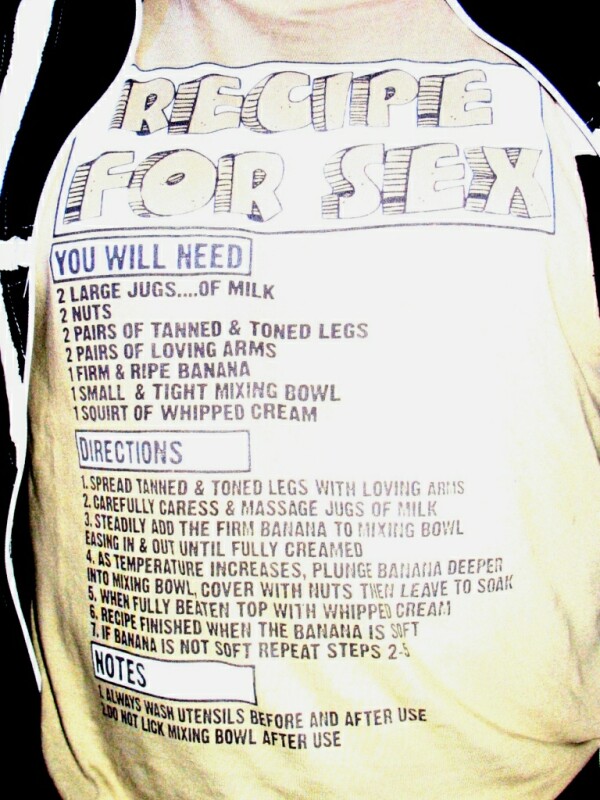 RECIPE
FOR SEX
YOU WILL NEED
2 LARGE JUGS....OF MILK
2 NUTS
2 PAIRS OF TANNED & TONED LEGS
2 PAIRS OF LOVING ARMS
1 FIRM & RIPE BANANA
1 SMALL & TIGHT MIXING BOWL
1 SQUIRT OF WHIPPED CREAM
DIRECTIONS
1. SPREAD TANNED & TONED LEGS WITH LOVING ARMS
2. CAREFULLY CARESS & MASSAGE JUGS OF MILK
3. STEADILY ADD THE FIRM BANANA TO MIXING BOWL
EASING IN & OUT UNTIL FULLY CREAMED
4. AS TEMPERATURE INCREASES, PLUNGE BANANA DEEPER
INTO MIXING BOWL, COVER WITH NUTS THEN LEAVE TO SOAK
5. WHEN FULLY BEATEN TOP WITH WHIPPED CREAM
6. RECIPE FINISHED WHEN THE BANANA IS SOFT
7. IF BANANA IS NOT SOFT REPEAT STEPS 2-5
NOTES
1. ALWAYS WASH UTENSILS BEFORE AND AFTER USE
2.DO NOT LICK MIXING BOWL AFTER USE